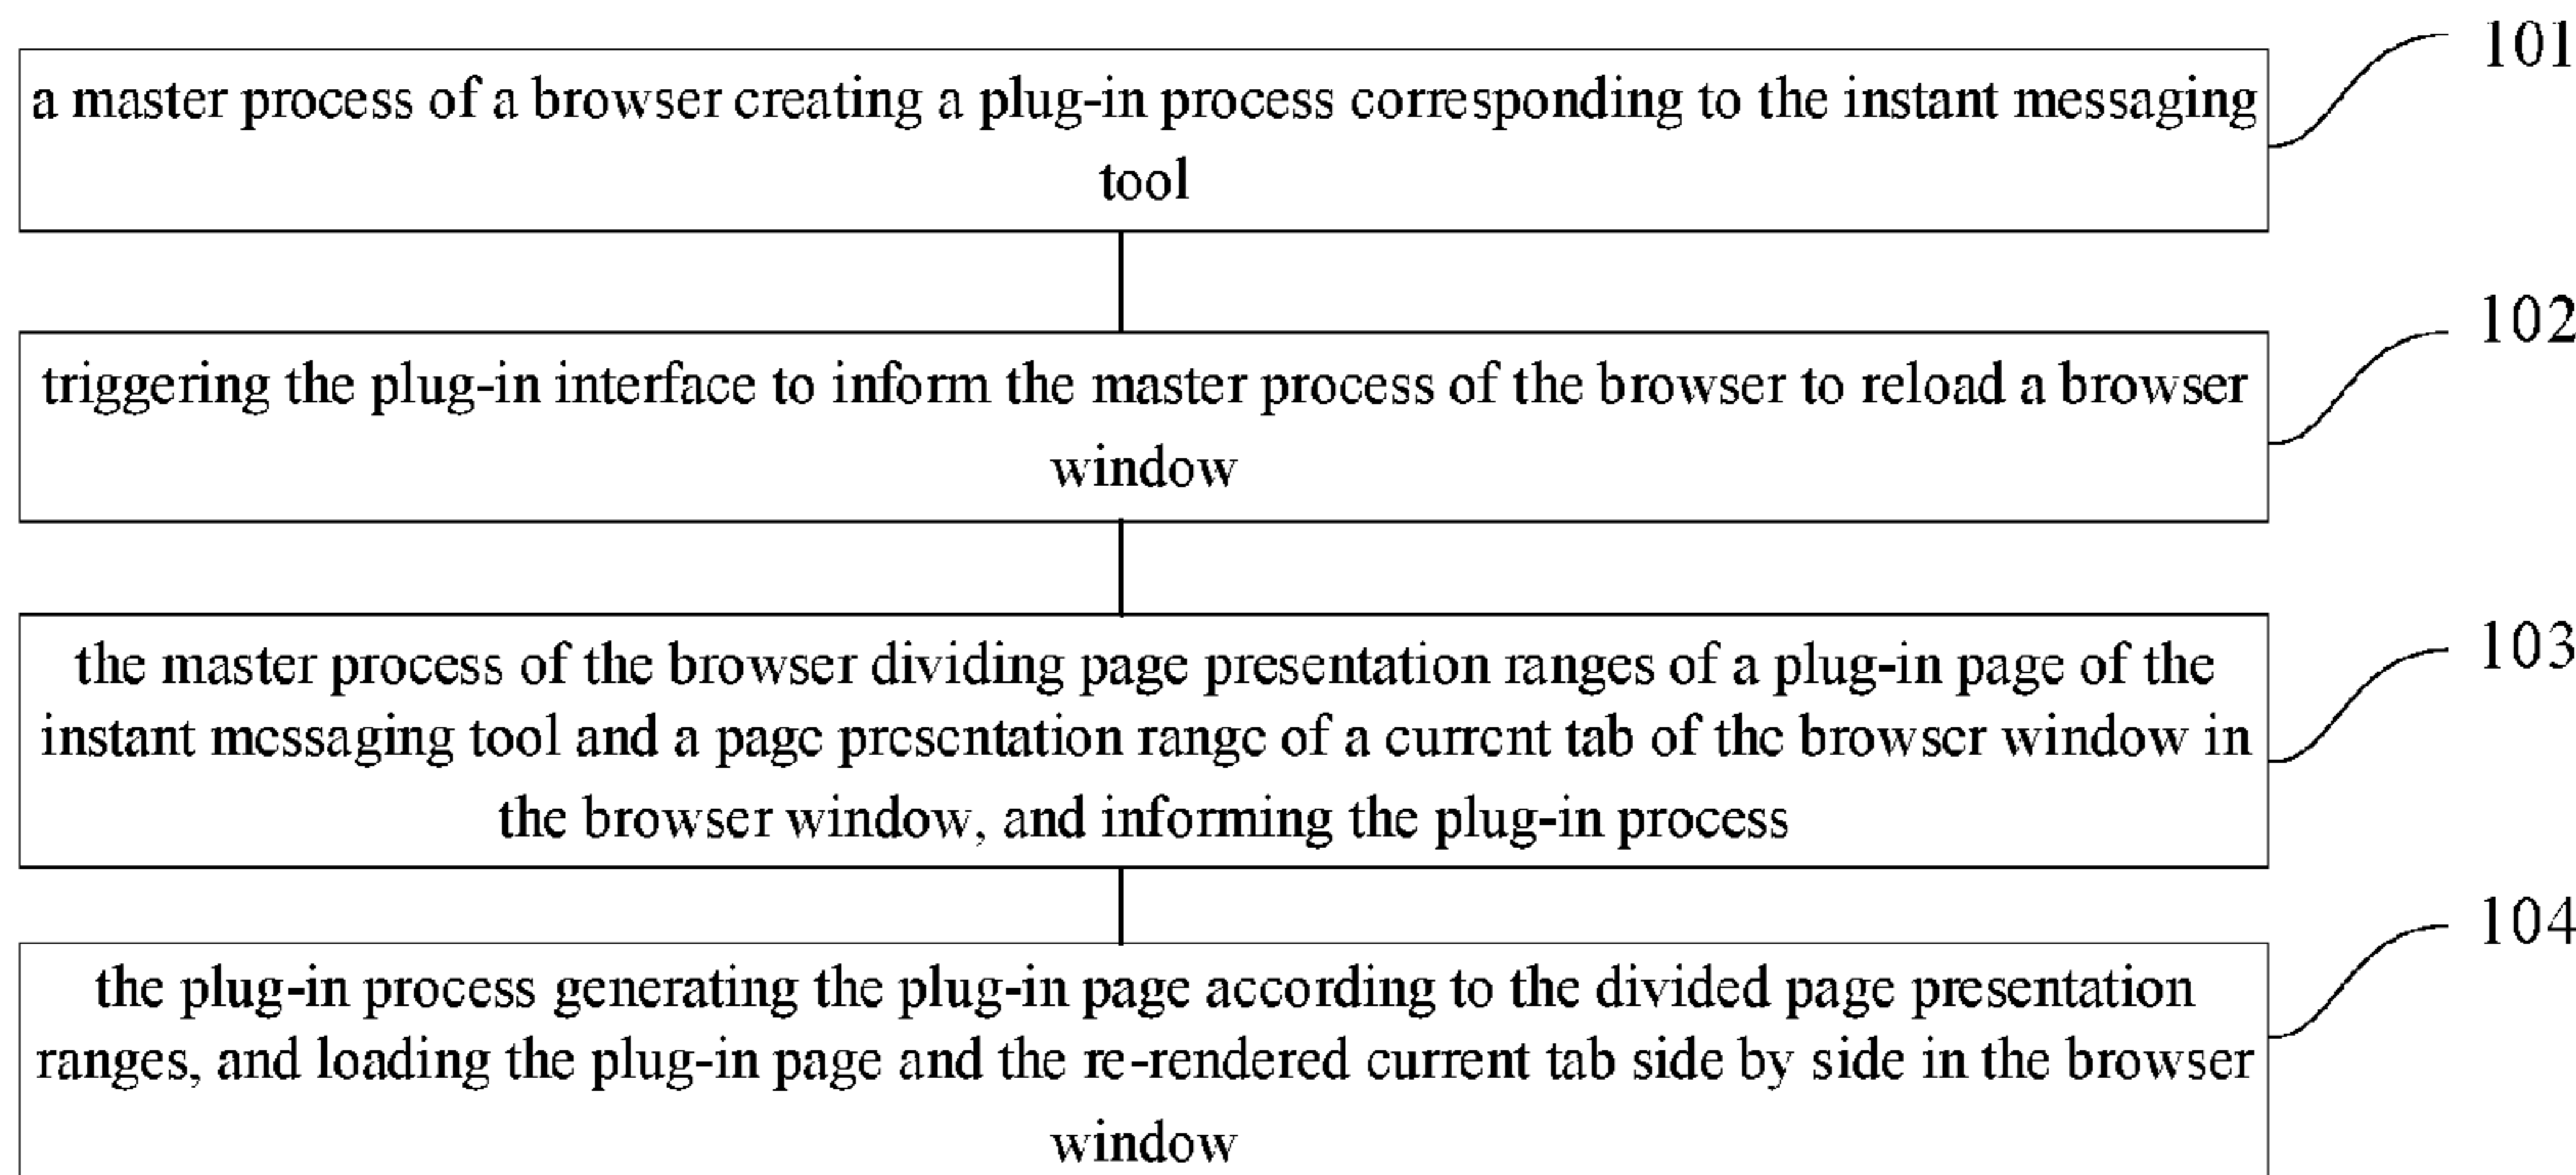 101
a master process of a browser creating a plug-in process corresponding to the instant messaging
tool
102
triggering the plug-in interface to inform the master process of the browser to reload a browser
window
103
the master process of the browser dividing page presentation ranges of a plug-in page of the
instant messaging tool and a page presentation range of a current tab of the browser window in
the browser window, and informing the plug-in process
104
the plug-in process generating the plug-in page according to the divided page presentation
ranges, and loading the plug-in page and the re-rendered current tab side by side in the browser
window